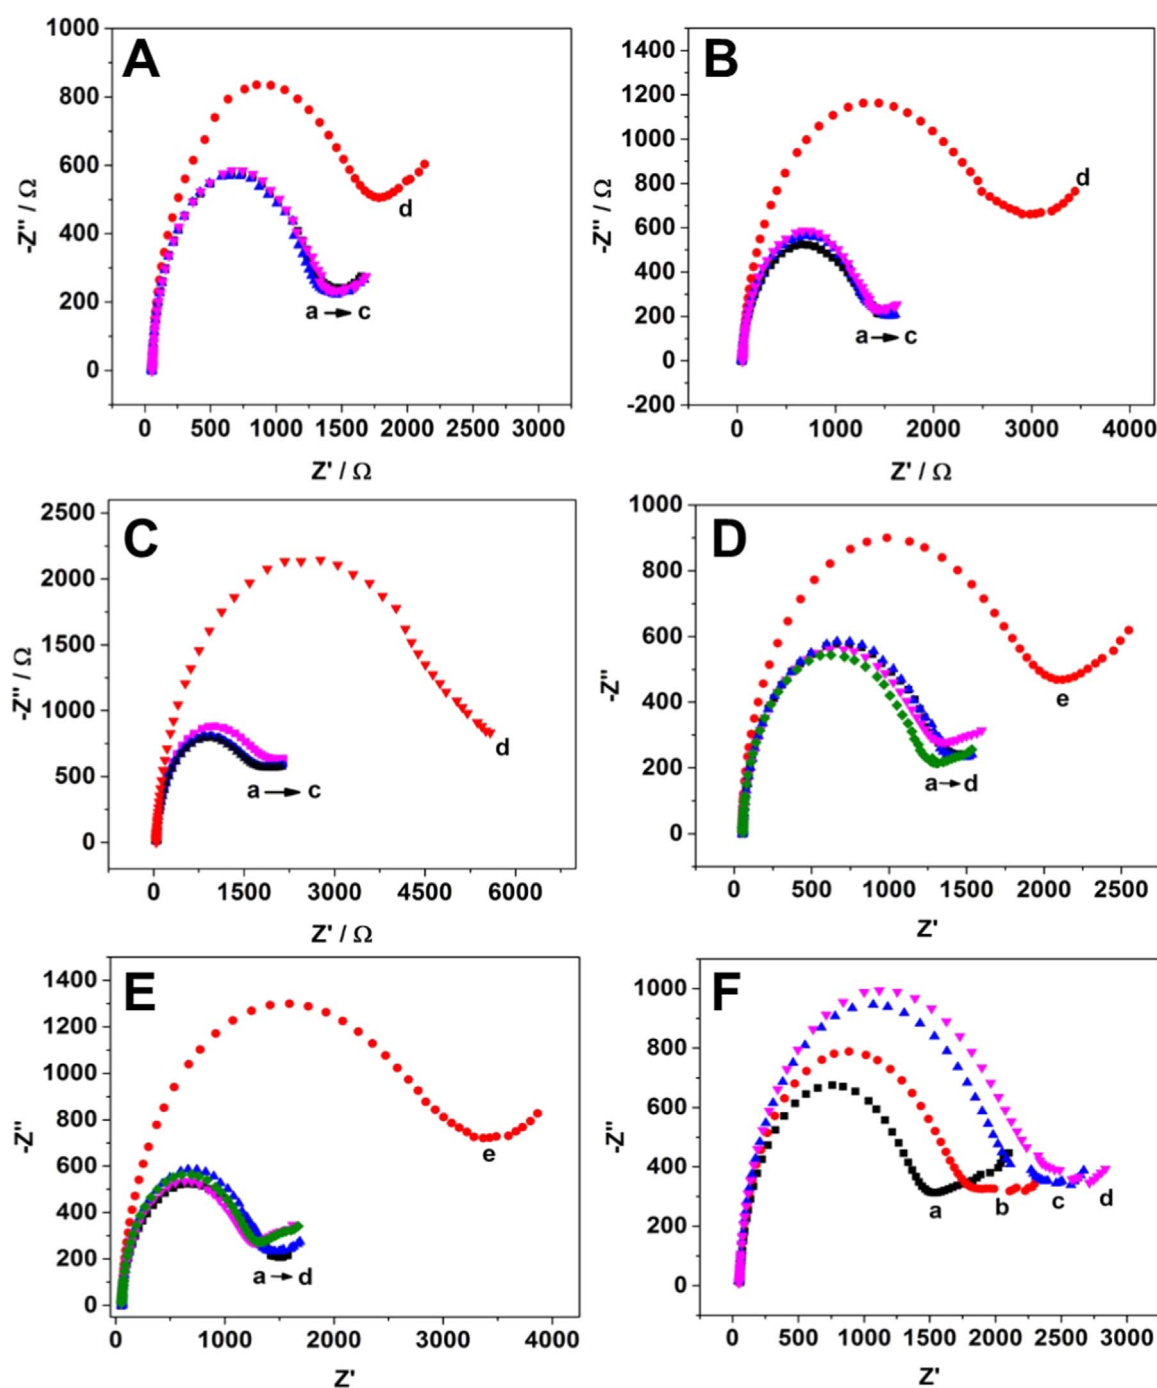 A
1000
800
600
400
200
0
-Z" / Ω
d
a → c
0 500 1000 1500 2000 2500 3000
Z' / Ω
B
1400
1200
1000
800
600
400
200
0
-200
-Z" / Ω
d
a → c
0 1000 2000 3000 4000
Z' / Ω
C
2500
2000
1500
1000
500
0
-Z" / Ω
d
a → c
0 1500 3000 4500 6000
Z' / Ω
D
1000
800
600
400
200
0
-Z"
e
a → d
0 500 1000 1500 2000 2500
Z'
E
1400
1200
1000
800
600
400
200
0
-Z"
e
a → d
0 1000 2000 3000 4000
Z'
F
1000
800
600
400
200
0
-Z"
a b c d
0 500 1000 1500 2000 2500 3000
Z'